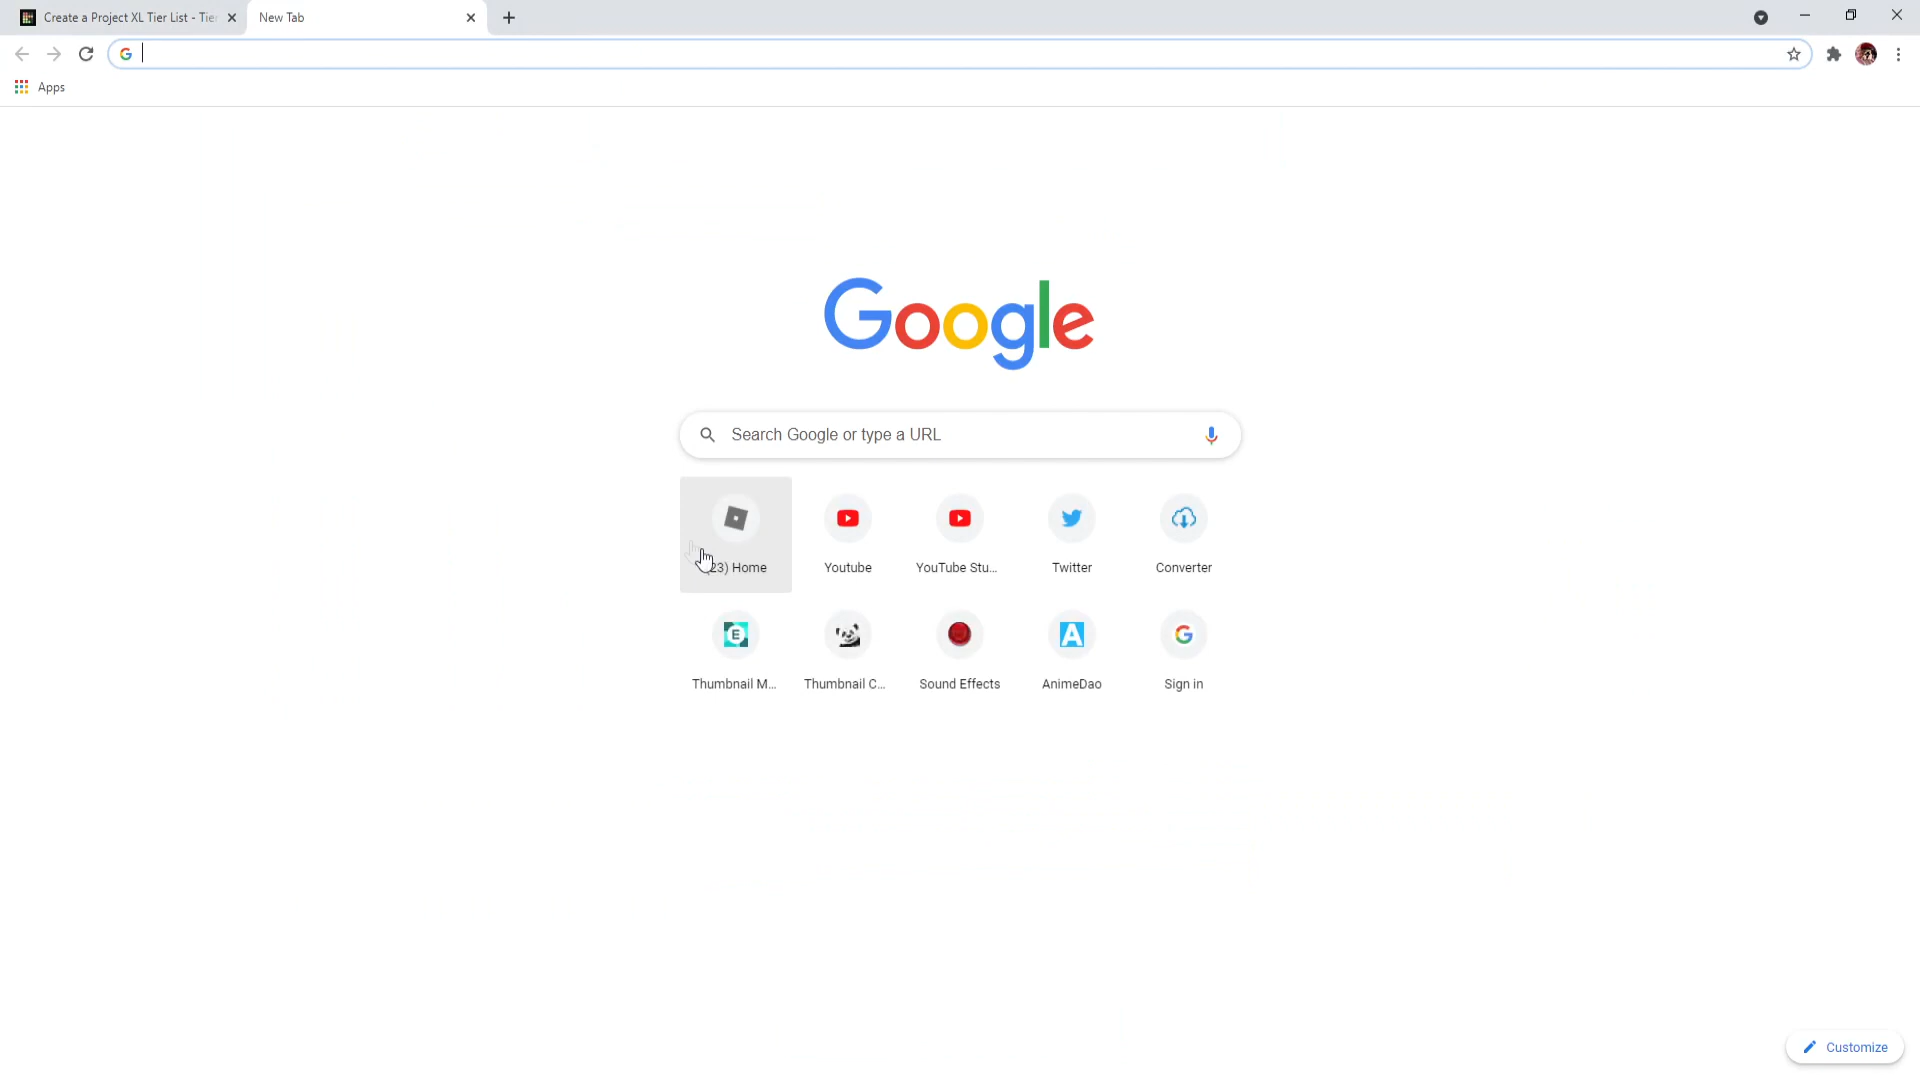 Create a Project XL Tier List - Tie
New Tab
Apps
Google
Search Google or type a URL
23) Home
Youtube
YouTube Stu...
Twitter
Converter
Thumbnail M...
Thumbnail C...
Sound Effects
AnimeDao
Sign in
Customize